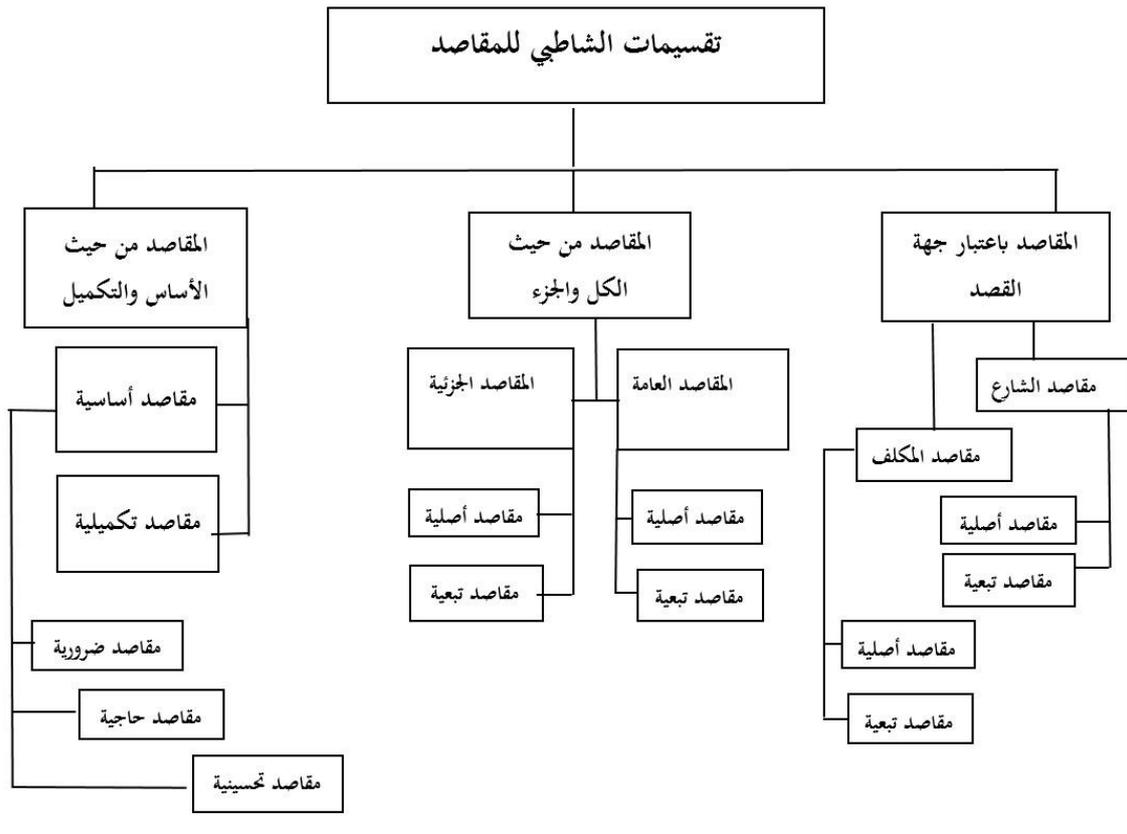 تقسيمات الشاطبي للمقاصد
المقاصد باعتبار جهة
القصد
مقاصد الشارع
مقاصد أصلية
مقاصد تبعية
مقاصد المكلف
مقاصد أصلية
مقاصد تبعية
المقاصد من حيث
الكل والجزء
المقاصد العامة
مقاصد أصلية
مقاصد تبعية
المقاصد الجزئية
مقاصد أصلية
مقاصد تبعية
المقاصد من حيث
الأساس والتكميل
مقاصد أساسية
مقاصد تكميلية
مقاصد ضرورية
مقاصد حاجية
مقاصد تحسينية